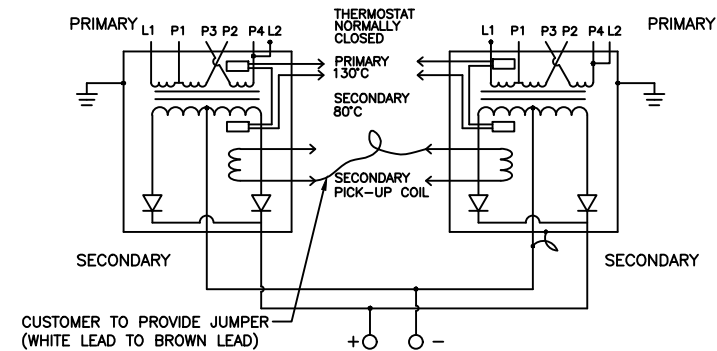 PRIMARY L1 P1 P3 P2 P4 L2
THERMOSTAT
NORMALLY
CLOSED
L1 P1 P3 P2 P4 L2 PRIMARY
PRIMARY
130°C
SECONDARY
80°C
SECONDARY
PICK-UP COIL
SECONDARY
SECONDARY
CUSTOMER TO PROVIDE JUMPER
(WHITE LEAD TO BROWN LEAD)
+ −